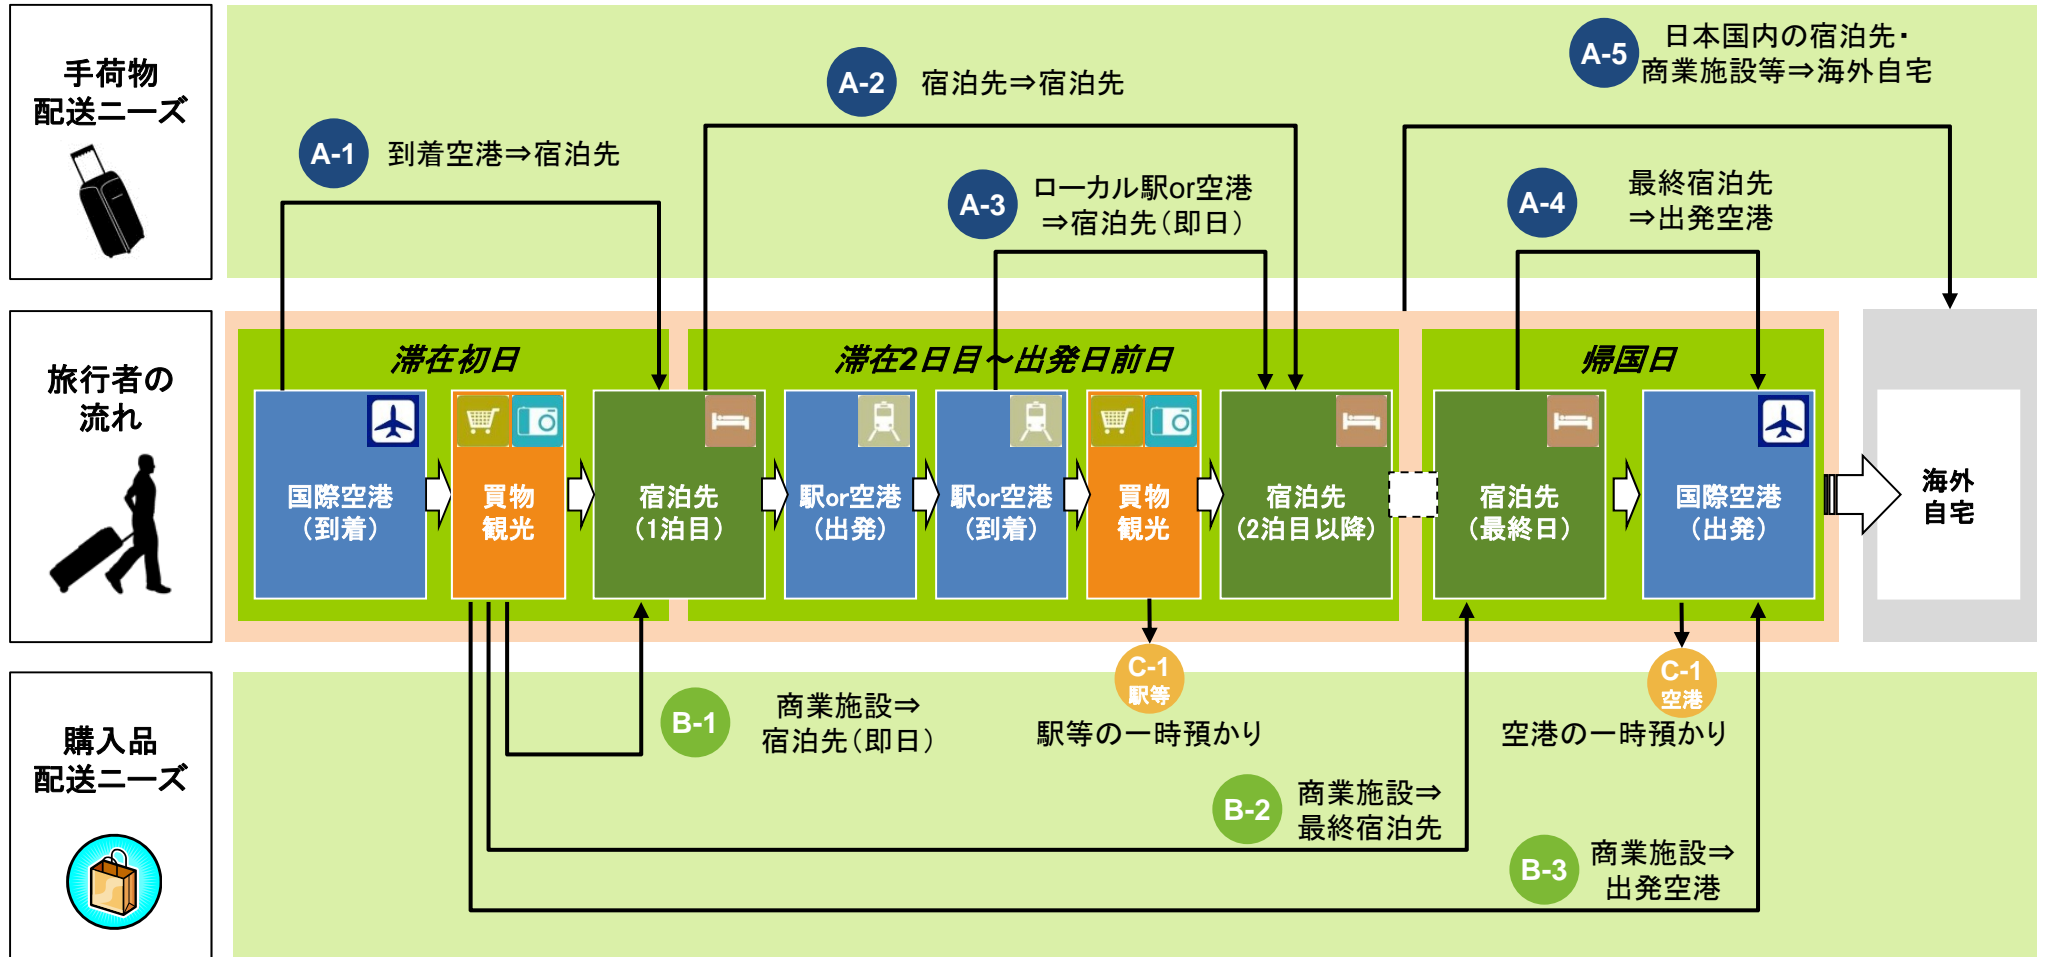 手荷物
配送ニーズ
A-1
到着空港⇒宿泊先
A-2
宿泊先⇒宿泊先
A-3
ローカル駅or空港
⇒宿泊先（即日）
A-4
最終宿泊先
⇒出発空港
A-5
日本国内の宿泊先・
商業施設等⇒海外自宅
旅行者の
流れ
滞在初日
国際空港
（到着）
買物
観光
宿泊先
（1泊目）
滞在2日目～出発日前日
駅or空港
（出発）
駅or空港
（到着）
買物
観光
宿泊先
（2泊目以降）
帰国日
宿泊先
（最終日）
国際空港
（出発）
海外
自宅
購入品
配送ニーズ
B-1
商業施設⇒
宿泊先（即日）
C-1
駅等
駅等の一時預かり
C-1
空港
空港の一時預かり
B-2
商業施設⇒
最終宿泊先
B-3
商業施設⇒
出発空港